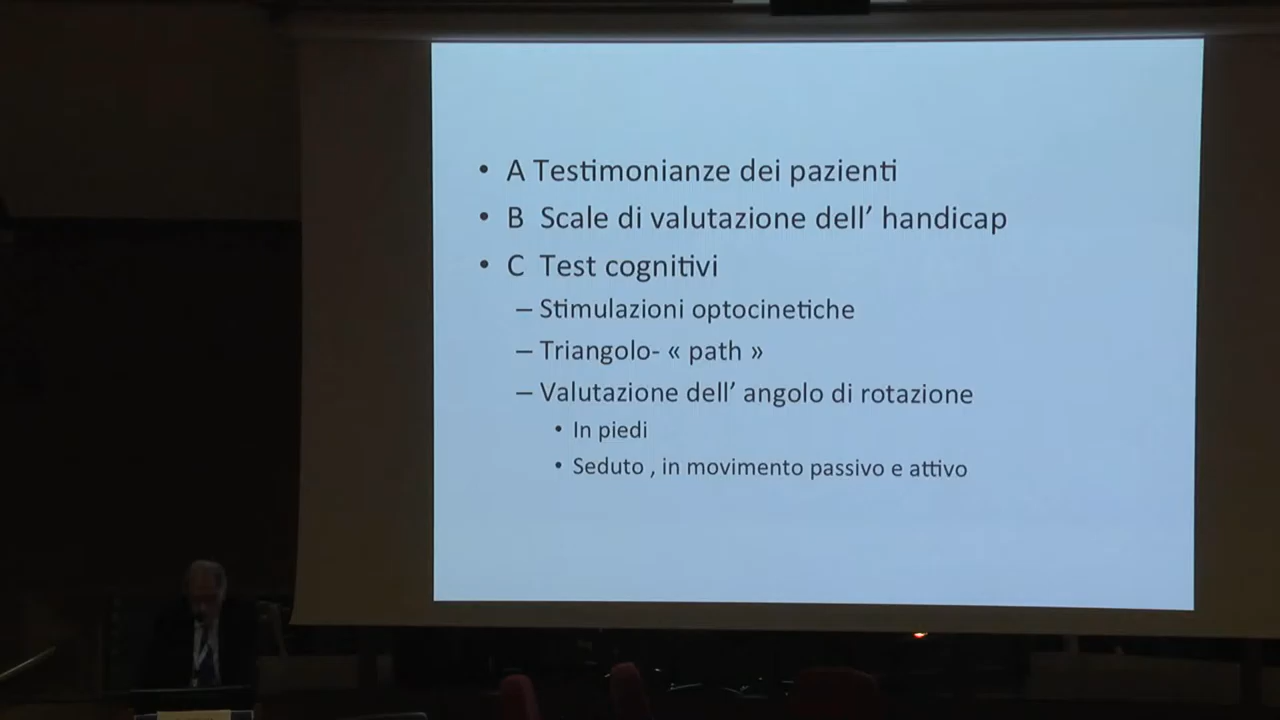 • A Testimonianze dei pazienti
• B Scale di valutazione dell’ handicap
• C Test cognitivi
– Stimulazioni optocinetiche
– Triangolo- « path »
– Valutazione dell’ angolo di rotazione
• In piedi
• Seduto , in movimento passivo e attivo